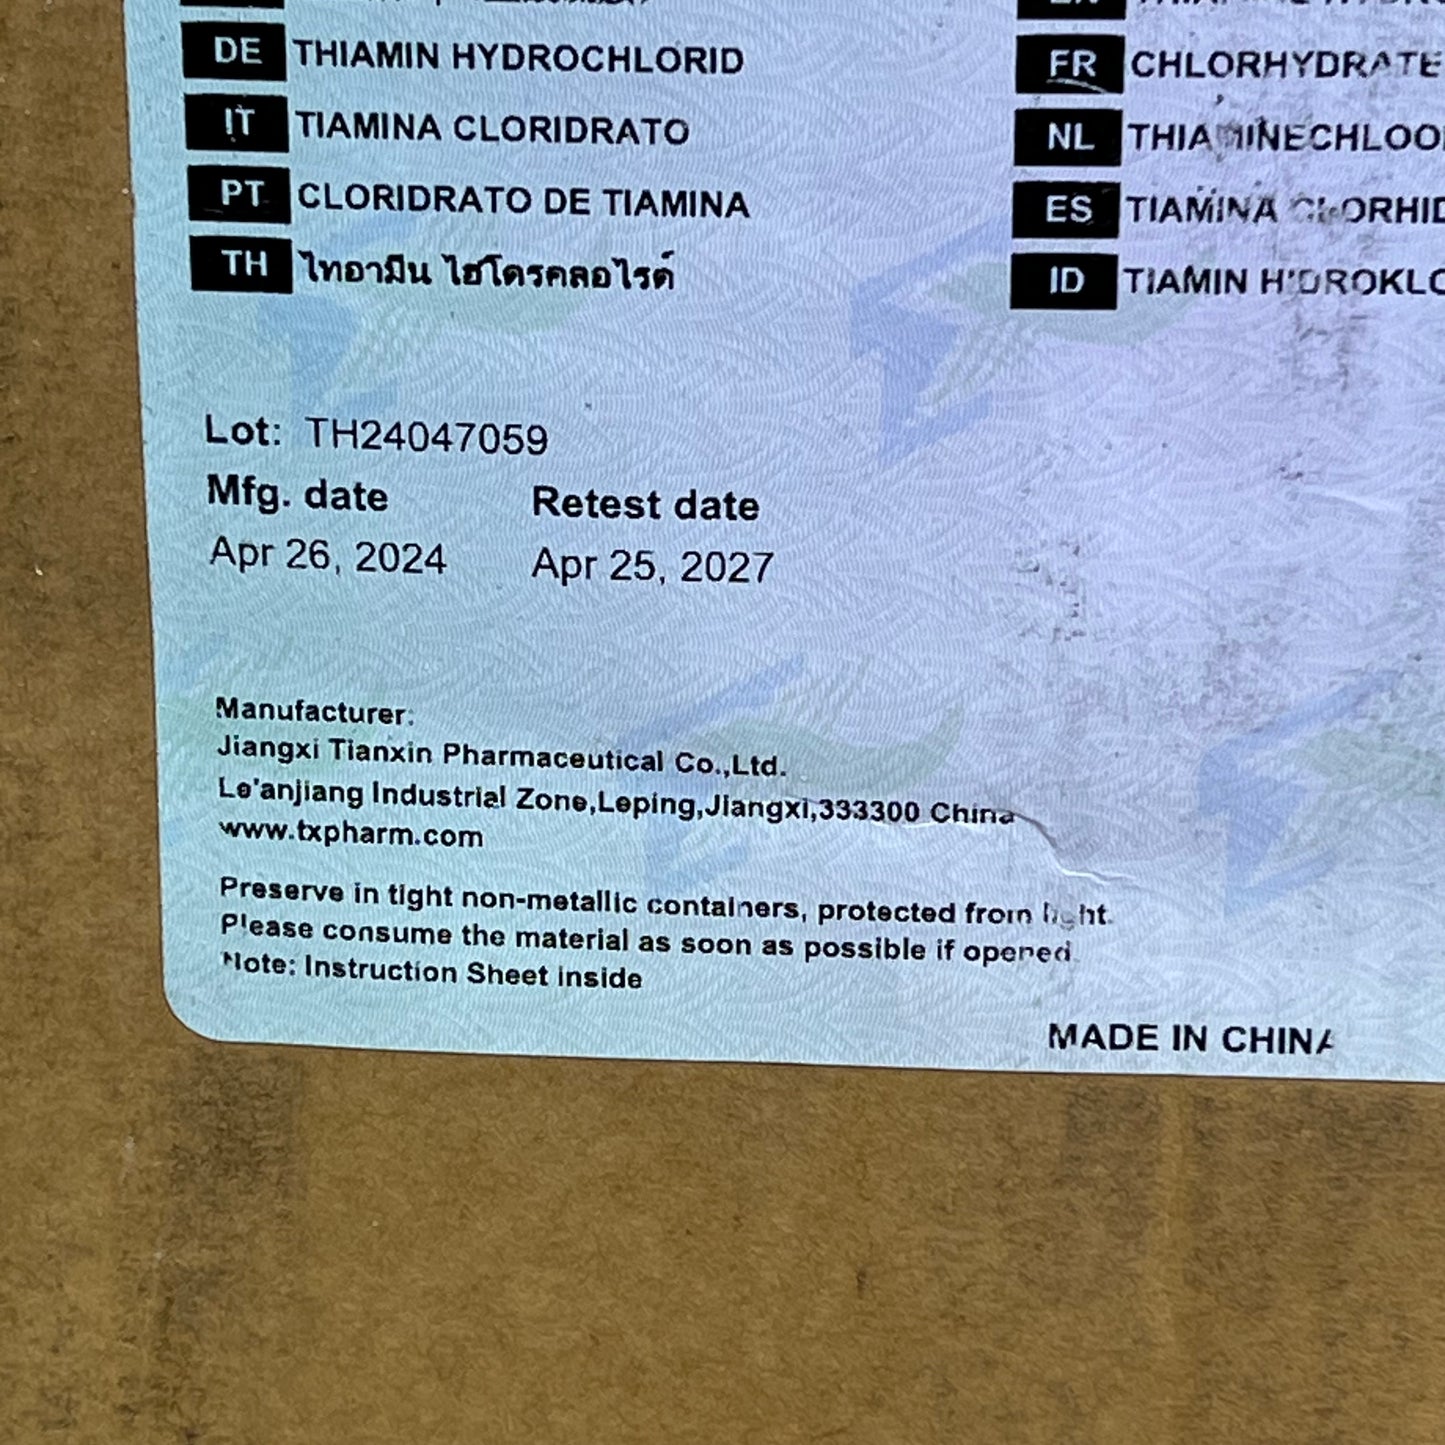 DE THIAMIN HYDROCHLORID
FR CHLORHYDRATE
IT TIAMINA CLORIDRATO
NL THIAMINECHLOO
PT CLORIDRATO DE TIAMINA
ES TIAMINA CLORHID
TH ไทอามีน ไฮโดรคลอไรด์
ID TIAMIN HIDROKLO
Lot: TH24047059
Mfg. date Retest date
Apr 26, 2024 Apr 25, 2027
Manufacturer:
Jiangxi Tianxin Pharmaceutical Co.,Ltd.
Le'anjiang Industrial Zone,Leping,Jiangxi,333300 China
www.txpharm.com
Preserve in tight non-metallic containers, protected from light.
Please consume the material as soon as possible if opened.
Note: Instruction Sheet inside
MADE IN CHINA